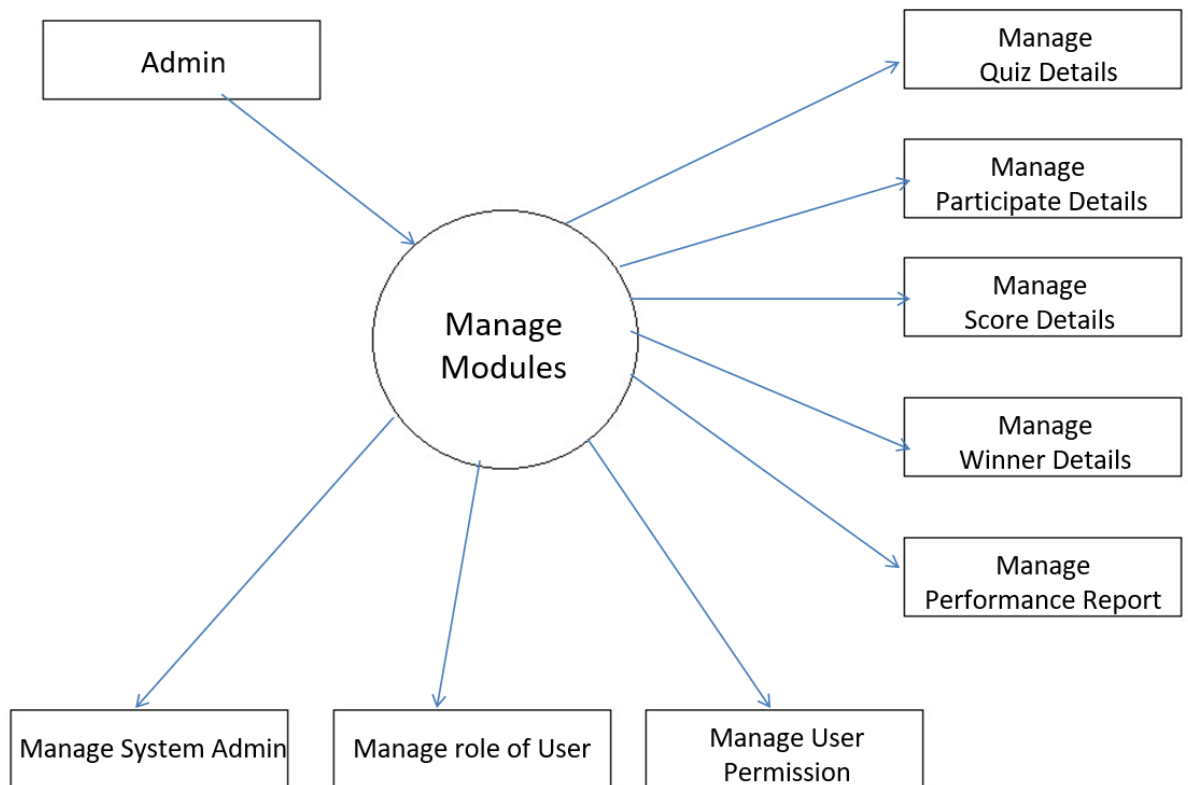 Admin
Manage
Quiz Details
Manage
Participate Details
Manage
Score Details
Manage
Modules
Manage
Winner Details
Manage
Performance Report
Manage System Admin
Manage role of User
Manage User
Permission